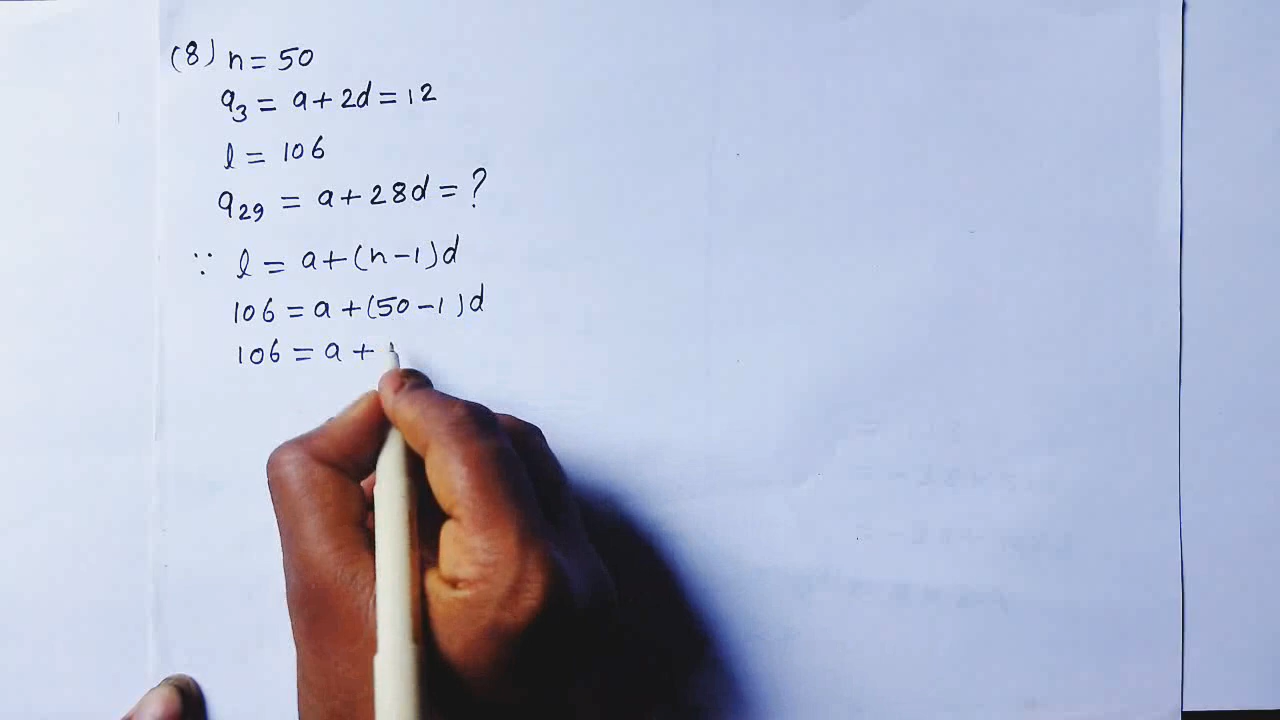 (8) n = 50
a₃ = a + 2d = 12
l = 106
a₂₉ = a + 28d = ?
∵ l = a + (n - 1)d
106 = a + (50 - 1)d
106 = a +